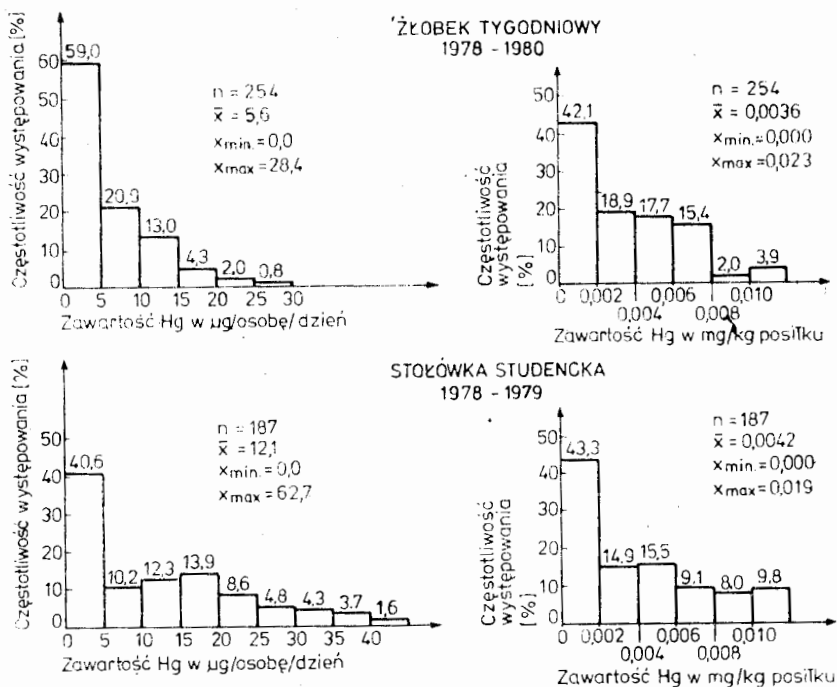 ŻŁOBEK TYGODNIOWY
1978 - 1980
Częstotliwość występowania [%]
60
50
40
30
20
10
0
59,0
20,9
13,0
4,3
2,0
0,8
n = 254
x̄ = 5,6
xmin. = 0,0
xmax = 28,4
0 5 10 15 20 25 30
Zawartość Hg w µg/osobę/dzień
Częstotliwość
występowania
[%]
50
40
30
20
10
0
42,1
18,9
17,7
15,4
2,0
3,9
n = 254
x̄ = 0,0036
xmin. = 0,000
xmax = 0,023
0 0,002 0,006 0,010
0,004 0,008
Zawartość Hg w mg/kg posiłku
STOŁÓWKA STUDENCKA
1978 - 1979
Częstotliwość występowania [%]
50
40
30
20
10
0
40,6
10,2
12,3
13,9
8,6
4,8
4,3
3,7
1,6
n = 187
x̄ = 12,1
xmin. = 0,0
xmax = 62,7
0 5 10 15 20 25 30 35 40
Zawartość Hg w µg/osobę/dzień
Częstotliwość
występowania
[%]
50
40
30
20
10
0
43,3
14,9
15,5
9,1
8,0
9,8
n = 187
x̄ = 0,0042
xmin. = 0,000
xmax = 0,019
0 0,002 0,006 0,010
0,004 0,008
Zawartość Hg w mg/kg posiłku